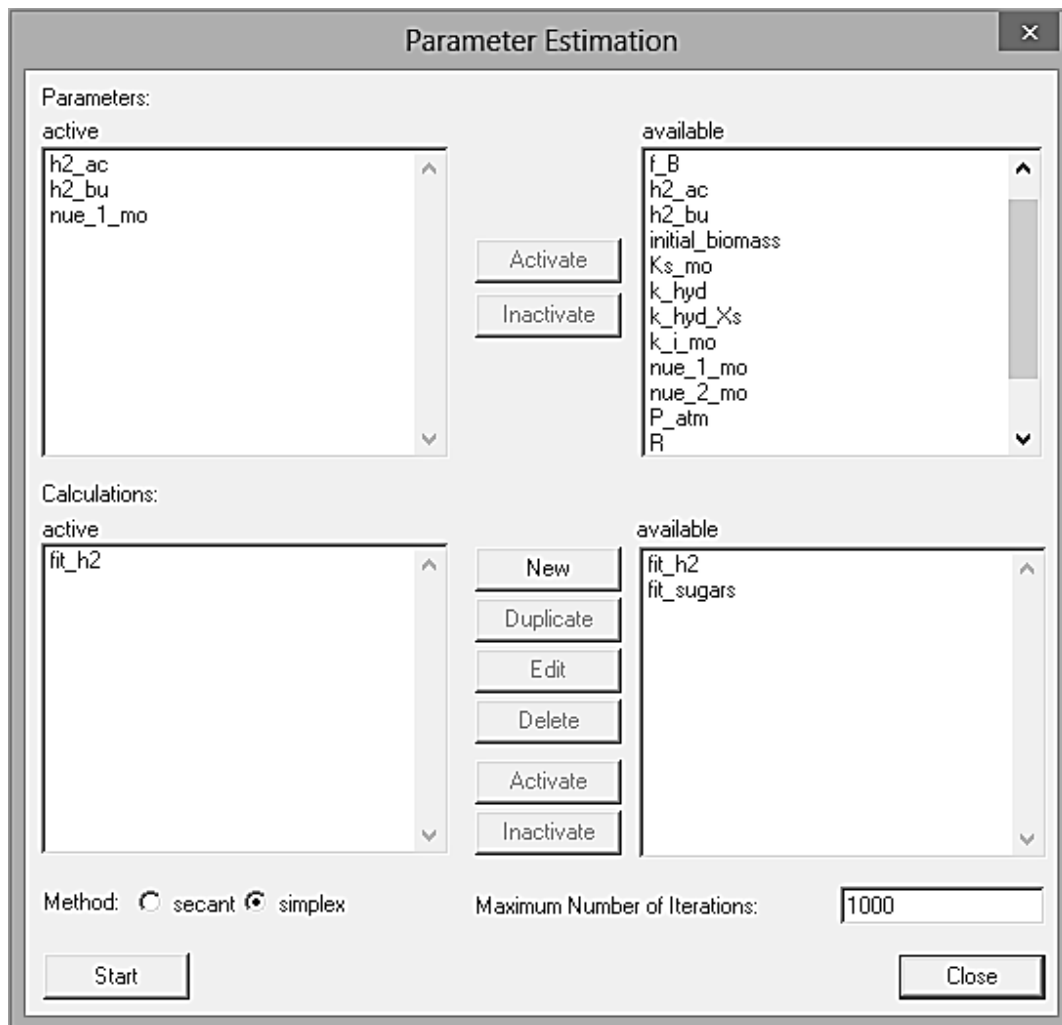 Parameter Estimation
×
Parameters:
active
available
h2_ac
h2_bu
nue_1_mo
Activate
Inactivate
f_B
h2_ac
h2_bu
initial_biomass
Ks_mo
k_hyd
k_hyd_Xs
k_i_mo
nue_1_mo
nue_2_mo
P_atm
R
Calculations:
active
available
fit_h2
New
Duplicate
Edit
Delete
Activate
Inactivate
fit_h2
fit_sugars
Method: secant simplex
Maximum Number of Iterations: 1000
Start
Close